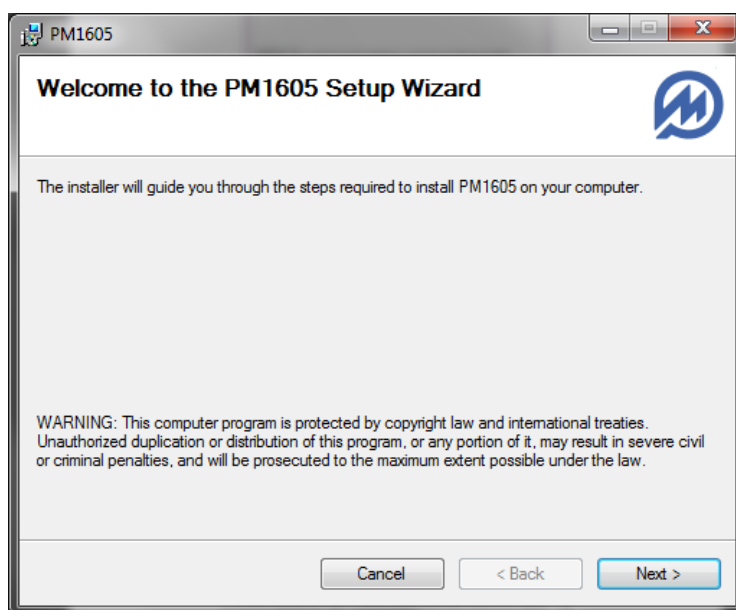 PM1605
Welcome to the PM1605 Setup Wizard
The installer will guide you through the steps required to install PM1605 on your computer.
WARNING: This computer program is protected by copyright law and international treaties.
Unauthorized duplication or distribution of this program, or any portion of it, may result in severe civil
or criminal penalties, and will be prosecuted to the maximum extent possible under the law.
Cancel
< Back
Next >